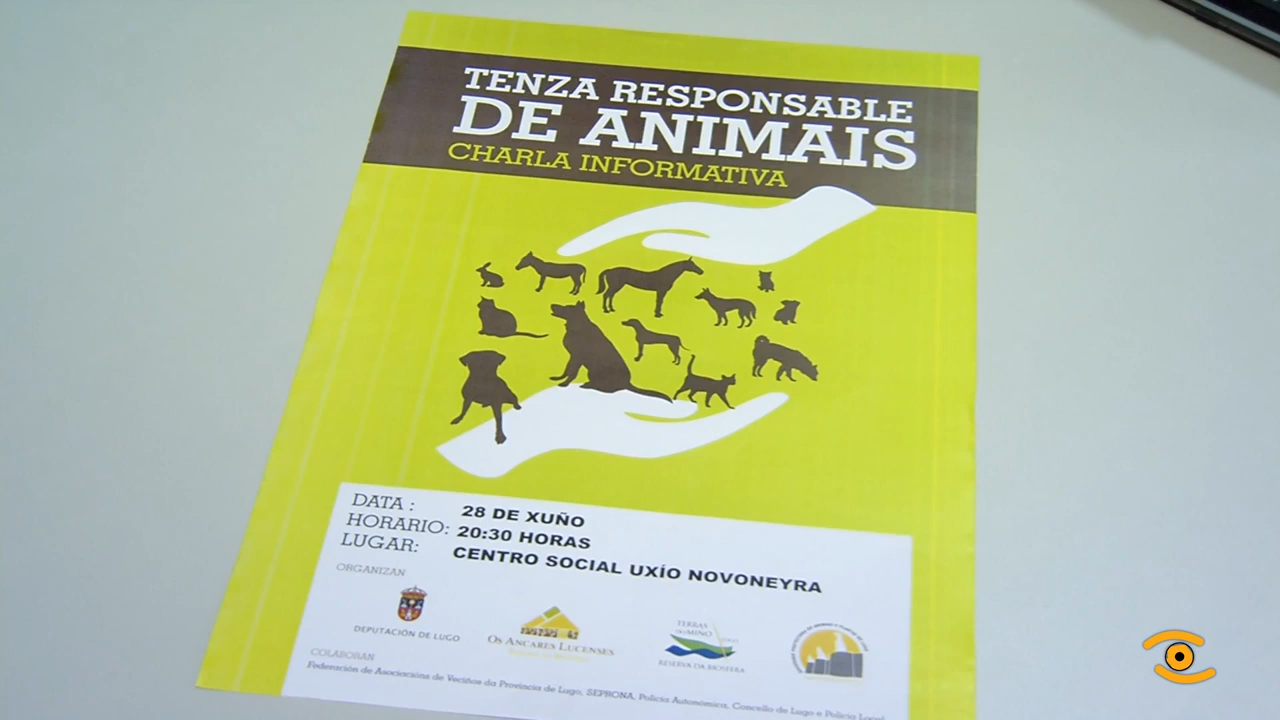 TENZA RESPONSABLE
DE ANIMAIS
CHARLA INFORMATIVA
DATA : 28 DE XUÑO
HORARIO: 20:30 HORAS
LUGAR: CENTRO SOCIAL UXÍO NOVONEYRA
ORGANIZAN
DEPUTACIÓN DE LUGO
OS ANCARES LUCENSES
TERRAS
DO MIÑO
RESERVA DA BIOSFERA
COLABORAN
Federación de Asociacións de Veciños da Provincia de Lugo, SEPRONA, Policía Autonómica, Concello de Lugo e Policía Local